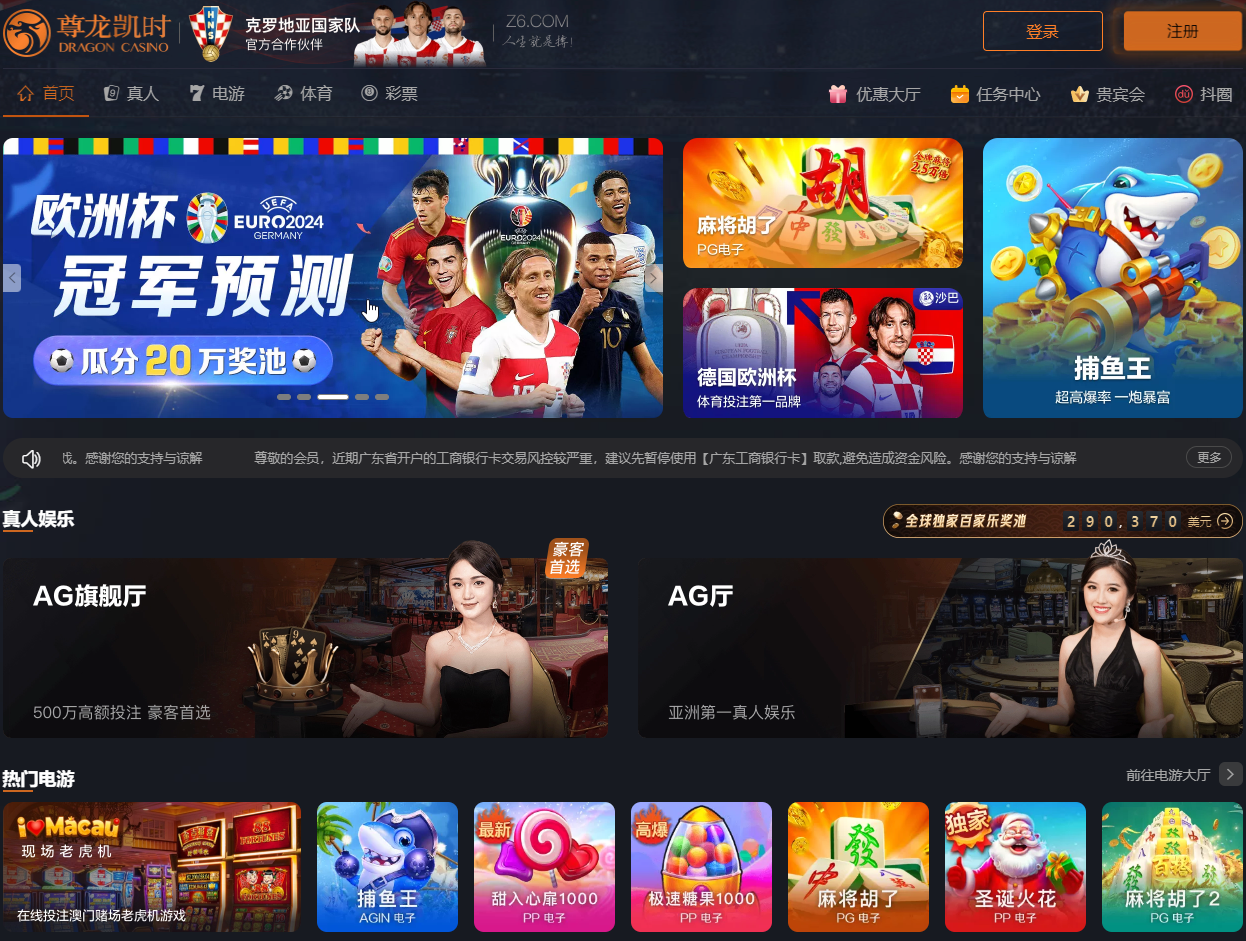 尊龙凯时
DRAGON CASINO
HNS
克罗地亚国家队
官方合作伙伴
Z6.COM
人生就是搏!
登录
注册
首页
真人
电游
体育
彩票
优惠大厅
任务中心
贵宾会
抖圈
欧洲杯
UEFA
EURO2024
GERMANY
冠军预测
瓜分20万奖池
胡
金牌麻将
2.5万倍
麻将胡了
PG电子
沙巴
德国欧洲杯
体育投注第一品牌
捕鱼王
超高爆率 一炮暴富
戏。感谢您的支持与谅解
尊敬的会员，近期广东省开户的工商银行卡交易风控较严重，建议先暂停使用【广东工商银行卡】取款,避免造成资金风险。感谢您的支持与谅解
更多
真人娱乐
全球独家百家乐奖池
290,370
美元
AG旗舰厅
豪客
首选
500万高额投注 豪客首选
AG厅
亚洲第一真人娱乐
热门电游
前往电游大厅
i Macau
现场老虎机
在线投注澳门赌场老虎机游戏
捕鱼王
AGIN 电子
最新
甜入心扉1000
PP 电子
高爆
极速糖果1000
PP 电子
發
麻将胡了
PG 电子
独家
圣诞火花
PP 电子
麻将胡了2
PG 电子